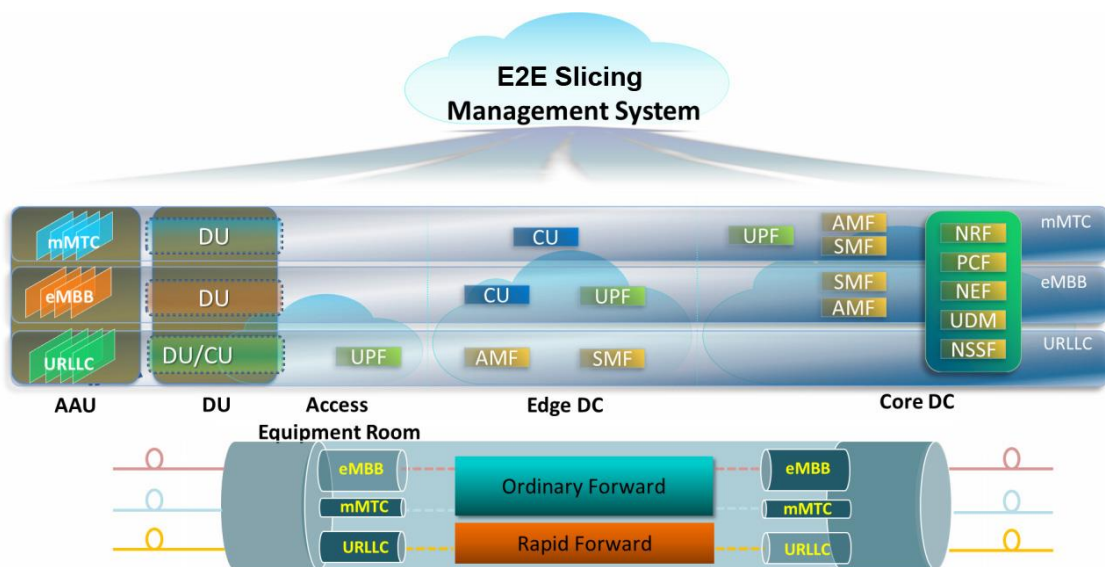 E2E Slicing
Management System
mMTC
DU
CU
UPF
AMF
SMF
NRF
mMTC
PCF
eMBB
DU
CU
UPF
SMF
AMF
NEF
eMBB
UDM
URLLC
DU/CU
UPF
AMF
SMF
NSSF
URLLC
AAU
DU
Access
Equipment Room
Edge DC
Core DC
eMBB
Ordinary Forward
eMBB
mMTC
mMTC
URLLC
Rapid Forward
URLLC